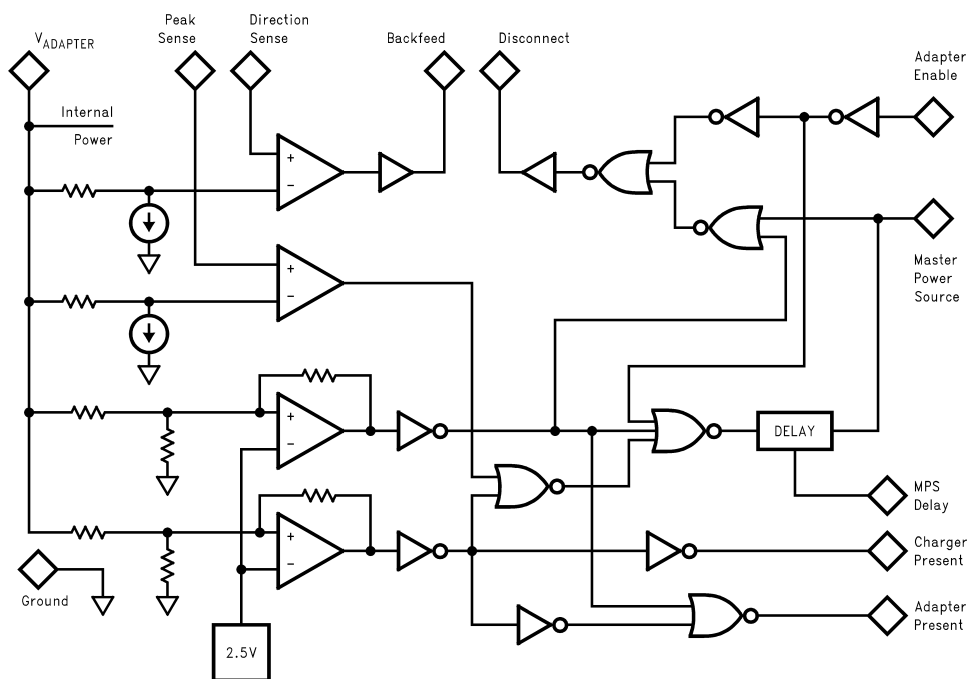 Peak
Sense
Direction
Sense
VADAPTER
Backfeed
Disconnect
Adapter
Enable
Internal
Power
+
−
Master
Power
Source
+
−
+
−
DELAY
MPS
Delay
+
−
Charger
Present
Ground
Adapter
Present
2.5V